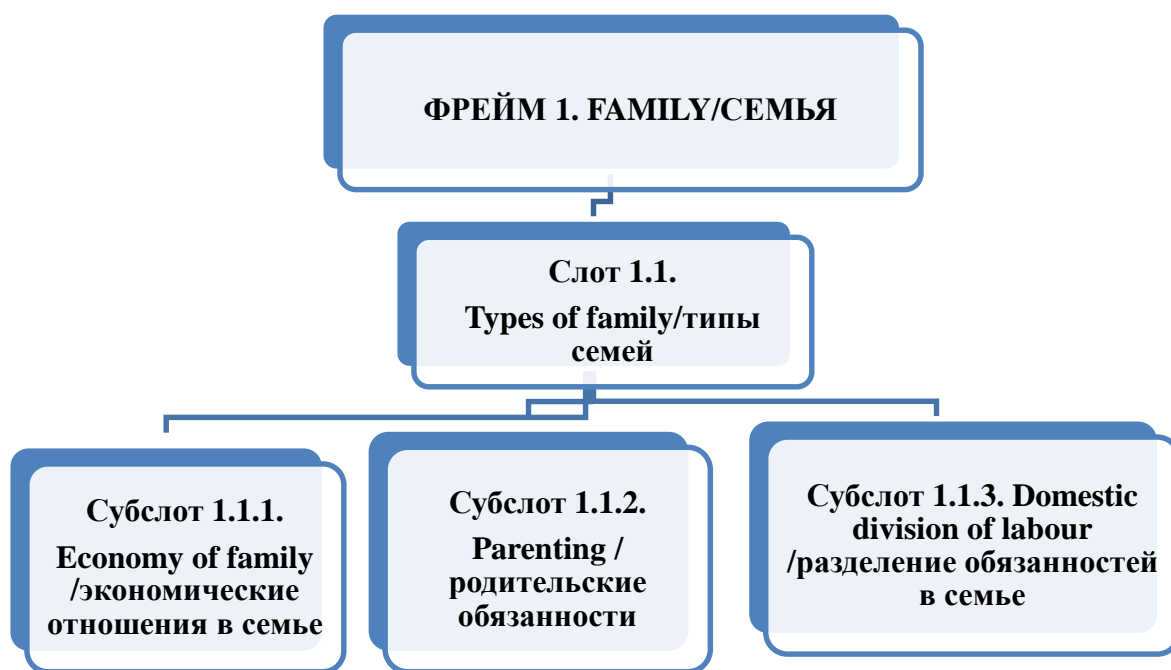 ФРЕЙМ 1. FAMILY/СЕМЬЯ
Слот 1.1.
Types of family/типы
семей
Субслот 1.1.1.
Economy of family
/экономические
отношения в семье
Субслот 1.1.2.
Parenting /
родительские
обязанности
Субслот 1.1.3. Domestic
division of labour
/разделение обязанностей
в семье